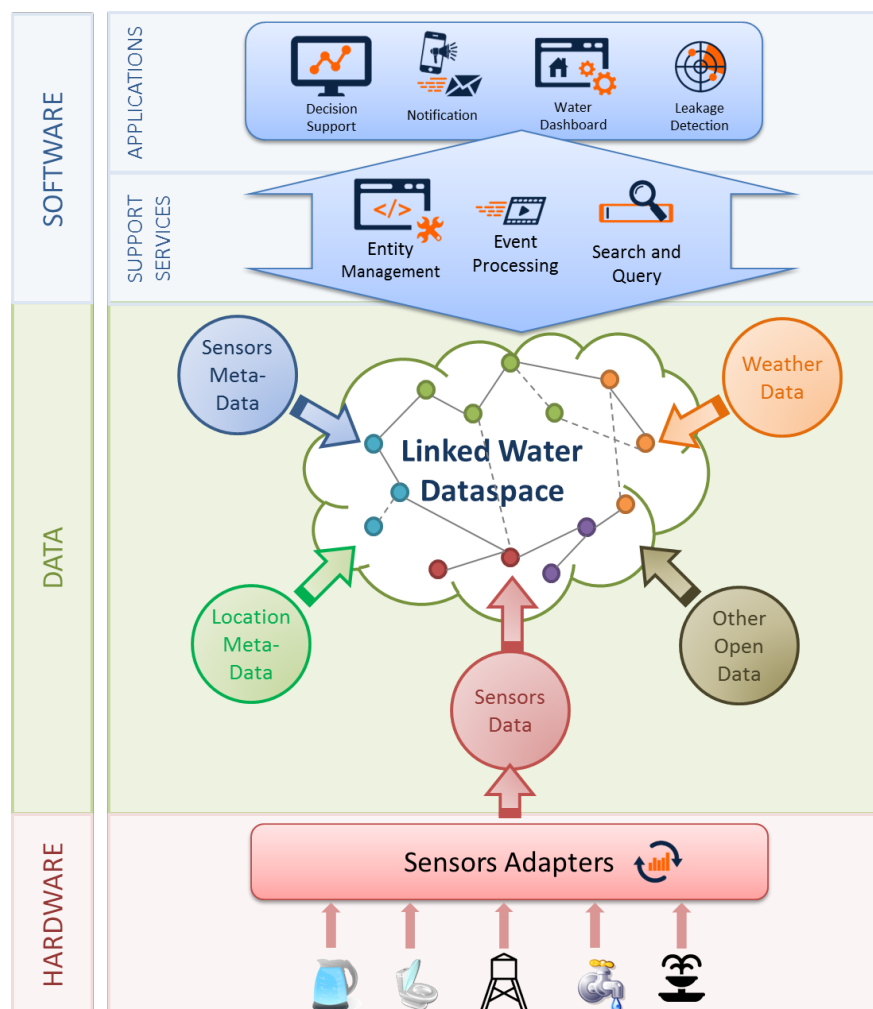 SOFTWARE
APPLICATIONS
Decision
Support
Notification
Water
Dashboard
Leakage
Detection
SUPPORT
SERVICES
</>
Entity
Management
Event
Processing
Search and
Query
DATA
Sensors
Meta-
Data
Weather
Data
Linked Water
Dataspace
Location
Meta-
Data
Sensors
Data
Other
Open
Data
HARDWARE
Sensors Adapters